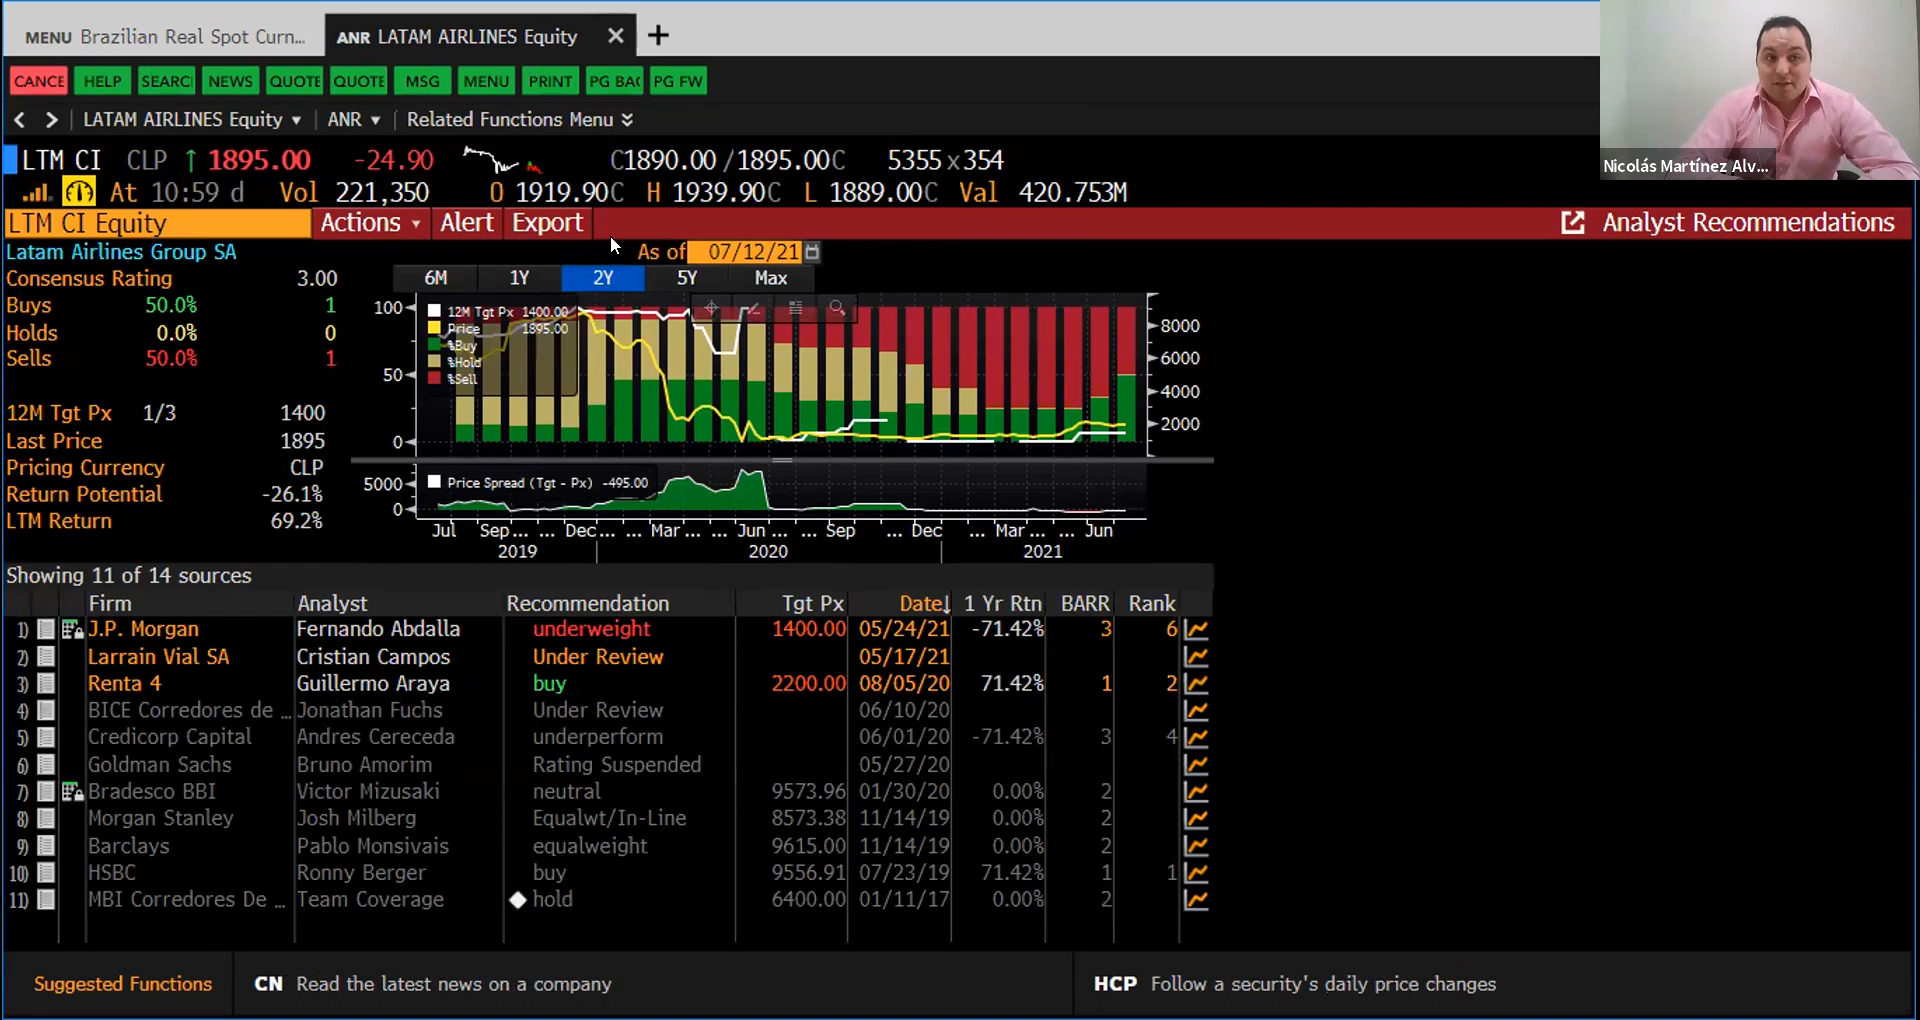 MENU Brazilian Real Spot Curn...
ANR LATAM AIRLINES Equity
CANCE HELP SEARCI NEWS QUOTE QUOTE MSG MENU PRINT PG BAC PG FW
LATAM AIRLINES Equity ANR Related Functions Menu
LTM CI CLP ↑ 1895.00 -24.90 C1890.00 /1895.00C 5355 x 354
At 10:59 d Vol 221,350 O 1919.90C H 1939.90C L 1889.00C Val 420.753M
Nicolás Martínez Alv...
LTM CI Equity Actions Alert Export Analyst Recommendations
Latam Airlines Group SA As of 07/12/21
Consensus Rating 3.00
Buys 50.0% 1
Holds 0.0% 0
Sells 50.0% 1
12M Tgt Px 1/3 1400
Last Price 1895
Pricing Currency CLP
Return Potential -26.1%
LTM Return 69.2%
6M 1Y 2Y 5Y Max
12M Tgt Px 1400.00
Price 1895.00
%Buy
%Hold
%Sell
100
50
0
8000
6000
4000
2000
Price Spread (Tgt - Px) -495.00
5000
0
Jul Sep... ... Dec... ... Mar... ... Jun... ... Sep ... Dec ... Mar... ... Jun
2019 2020 2021
Showing 11 of 14 sources
Firm Analyst Recommendation Tgt Px Date↓ 1 Yr Rtn BARR Rank
1) J.P. Morgan Fernando Abdalla underweight 1400.00 05/24/21 -71.42% 3 6
2) Larrain Vial SA Cristian Campos Under Review 05/17/21
3) Renta 4 Guillermo Araya buy 2200.00 08/05/20 71.42% 1 2
4) BICE Corredores de ... Jonathan Fuchs Under Review 06/10/20
5) Credicorp Capital Andres Cereceda underperform 06/01/20 -71.42% 3 4
6) Goldman Sachs Bruno Amorim Rating Suspended 05/27/20
7) Bradesco BBI Victor Mizusaki neutral 9573.96 01/30/20 0.00% 2
8) Morgan Stanley Josh Milberg Equalwt/In-Line 8573.38 11/14/19 0.00% 2
9) Barclays Pablo Monsivais equalweight 9615.00 11/14/19 0.00% 2
10) HSBC Ronny Berger buy 9556.91 07/23/19 71.42% 1 1
11) MBI Corredores De ... Team Coverage hold 6400.00 01/11/17 0.00% 2
Suggested Functions CN Read the latest news on a company HCP Follow a security's daily price changes